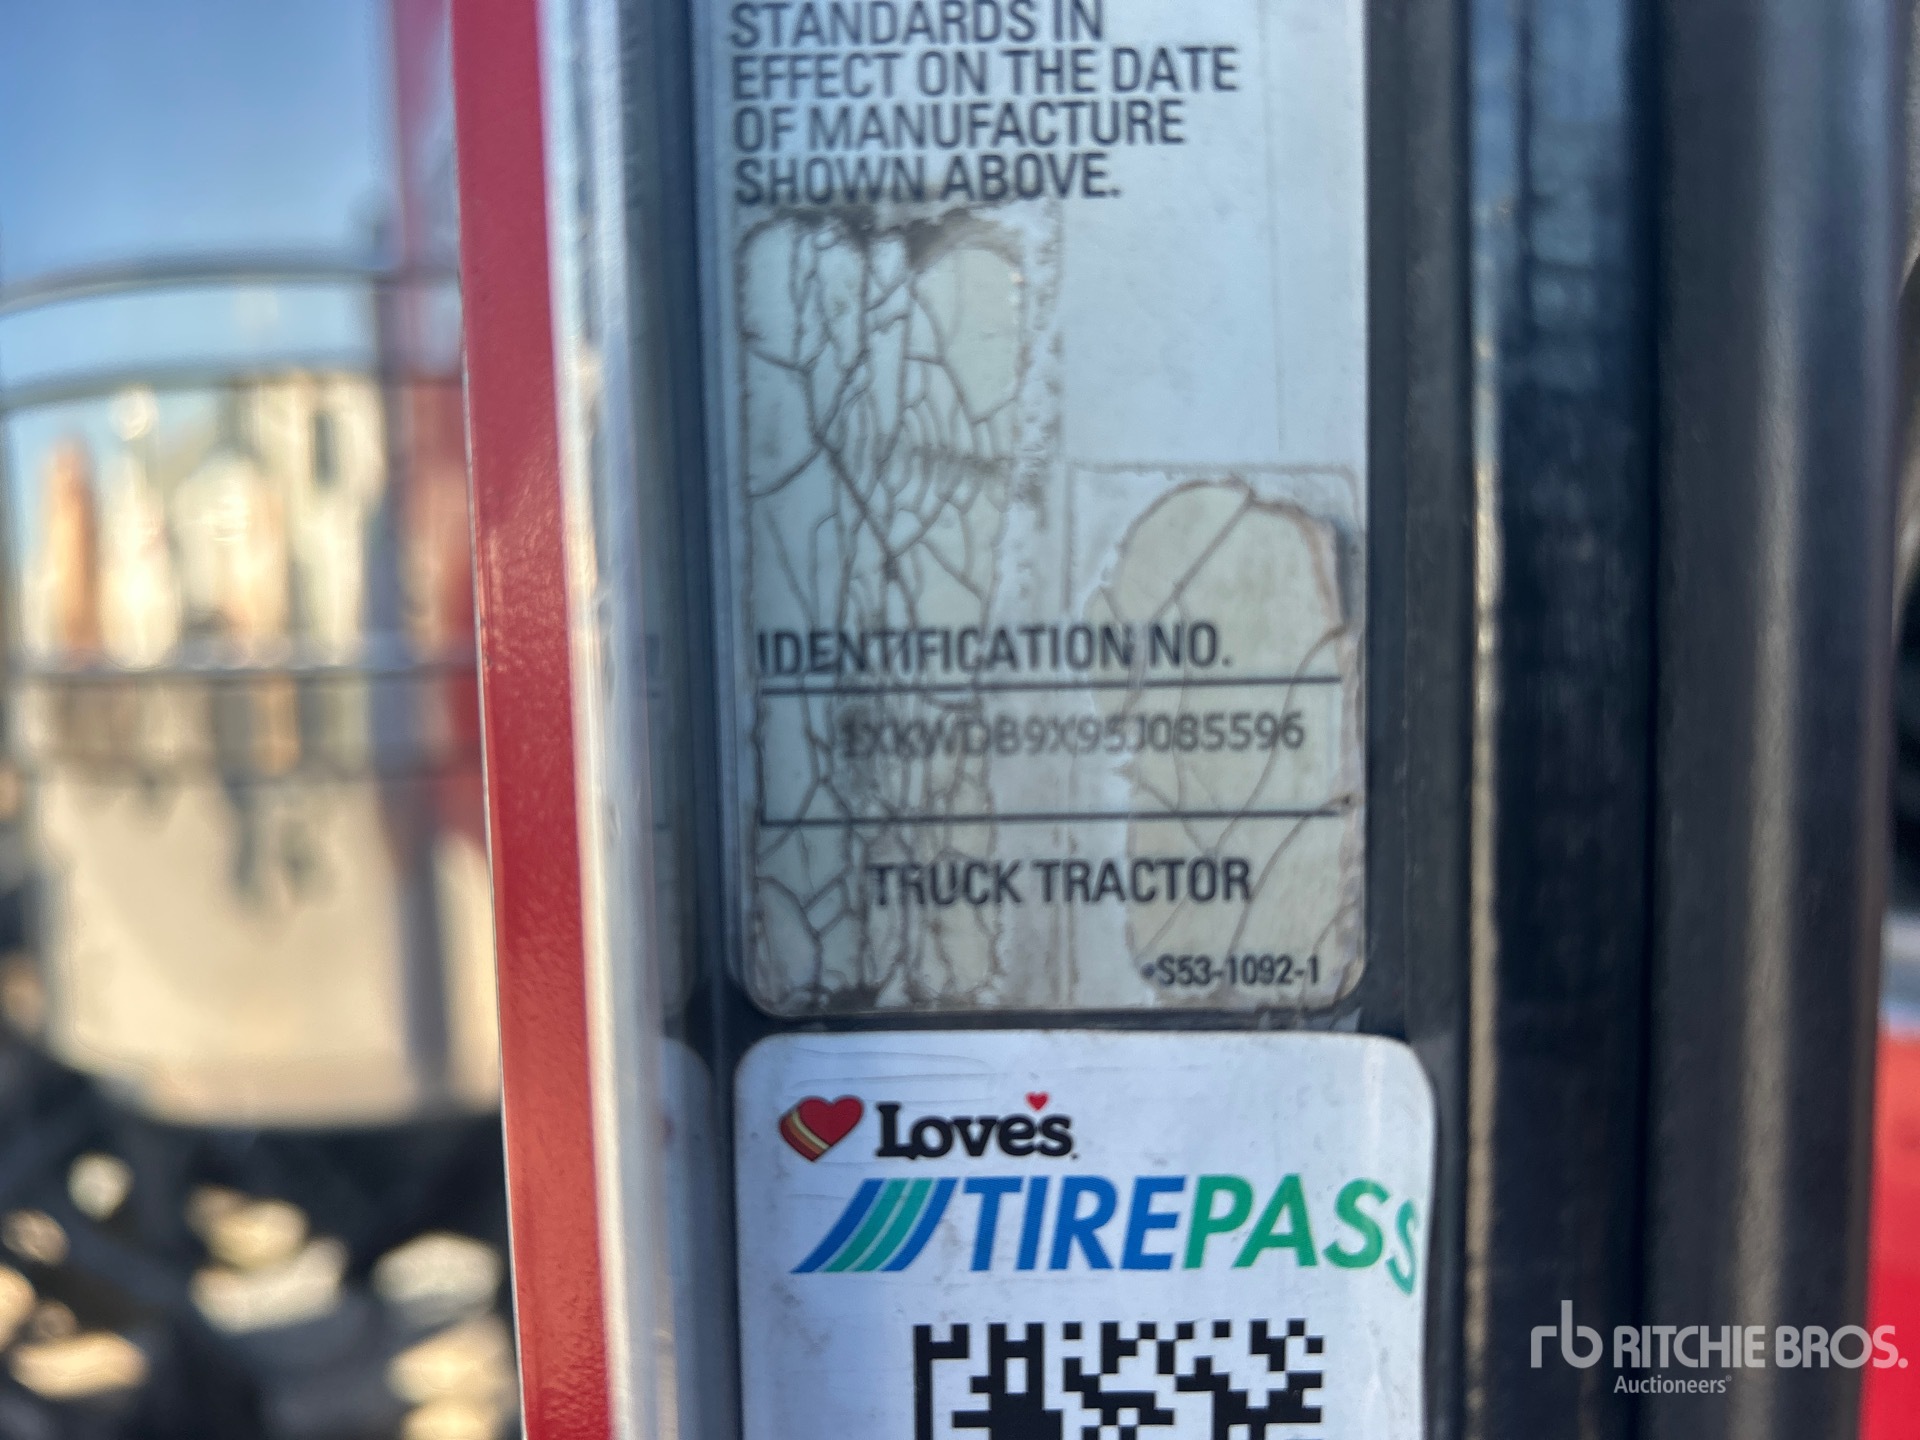 STANDARDS IN
EFFECT ON THE DATE
OF MANUFACTURE
SHOWN ABOVE.
IDENTIFICATION NO.
1XKWDB9X95J085596
TRUCK TRACTOR
•S53-1092-1
Love's
TIREPASS
rb RITCHIE BROS.
Auctioneers